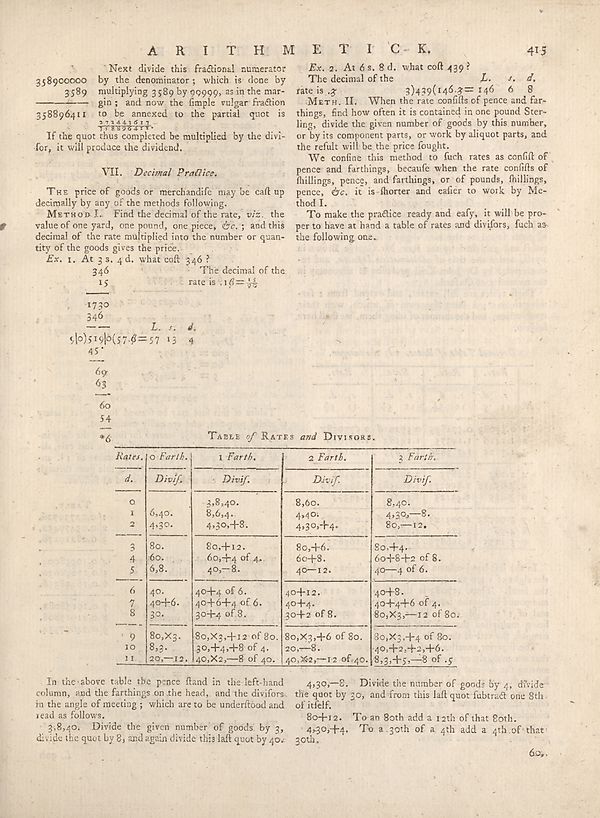 A R I T H M E T I C K. 415
Next divide this fractional numerator
358900000 by the denominator; which is done by
3589 multiplying 3589 by 99999, as in the mar-
gin; and now the simple vulgar fraction
358896411 to be annexed to the partial quot is
If the quot thus completed be multiplied by the divi-
sor, it will produce the dividend.
VII. Decimal Practice.
THE price of goods or merchandise may be cast up
decimally by any of the methods following.
METHOD I. Find the decimal of the rate, viz. the
value of one yard, one pound, one piece, &c.; and this
decimal of the rate multiplied into the number or quan-
tity of the goods gives the price.
Ex. 1. At 3 s. 4 d. what cost 346 ?
346 The decimal of the
15 rate is .16=
1730
346
L. s. d.
5|0)519|0(57.6=57 13 4
45
69
63
60
54
*6
Ex. 2. At 6 s. 8 d. what cost 439 ?
The decimal of the L. s. d.
rate is .3 3)439(146.3= 146 6 8
METH. II. When the rate consists of pence and far-
things, find how often it is contained in one pound Ster-
ling, divide the given number of goods by this number,
or by its component parts, or work by aliquot parts, and
the result will be the price sought.
We confine this method to such rates as consist of
pence and farthings, because when the rate consists of
shillings, pence, and farthings, or of pounds, shillings,
pence, &c. it is shorter and easier to work by Me-
thod I.
To make the practice ready and easy, it will be pro-
per to have at hand a table of rates and divisors, such as
the following one.
TABLE of RATES and DIVISORS.
Rates. 0 Farth. 1 Farth. 2 Farth. 3 Farth.
d. Divis. Divis. Divis. Divis.
0 3,8,40. 8,60. 8,40.
1 6,40. 8,6,4. 4,40. 4,30,—8.
2 4,30. 4,30,+8. 4,30,+4. 80,—12.
3 80. 80,+12. 80,+6. 80,+4.
4 60. 60,+4 of 4. 60+8. 60+8+2 of 8.
5 6,8. 40,—8. 40—12. 40—4 of 6.
6 40. 40+4 of 6. 40+12. 40+8.
7 40+6. 40+6+4 of 6. 40+4. 40+4+6 of 4.
8 30. 30+4 of 8. 30+2 of 8. 80,X3,—12 of 80.
9 80,X3. 80,X3,+12 of 80. 80,X3,+6 of 80. 80,X3,+4 of 80.
10 8,3. 30,+4,+8 of 4. 20,—8. 40,+2,+2,+6.
11 20,—12. 40,X2,—8 of 40. 40,X2,—12 of 40. 8,3,+5,—8 of .5
In the above table the pence stand in the left-hand
column, and the farthings on the head, and the divisors
in the angle of meeting; which are to be understood and
read as follows.
3,8,40. Divide the given number of goods by 3,
divide the quot by 8, and again divide this last quot by 40.
4,30,—8. Divide the number of goods by 4, divide
the quot by 30, and from this last quot subtract one 8th
of itself.
80+12. To an 80th add a 12th of that 80th.
4,30,+4. To a 30th of a 4th add a 4th of that
30th.
60,